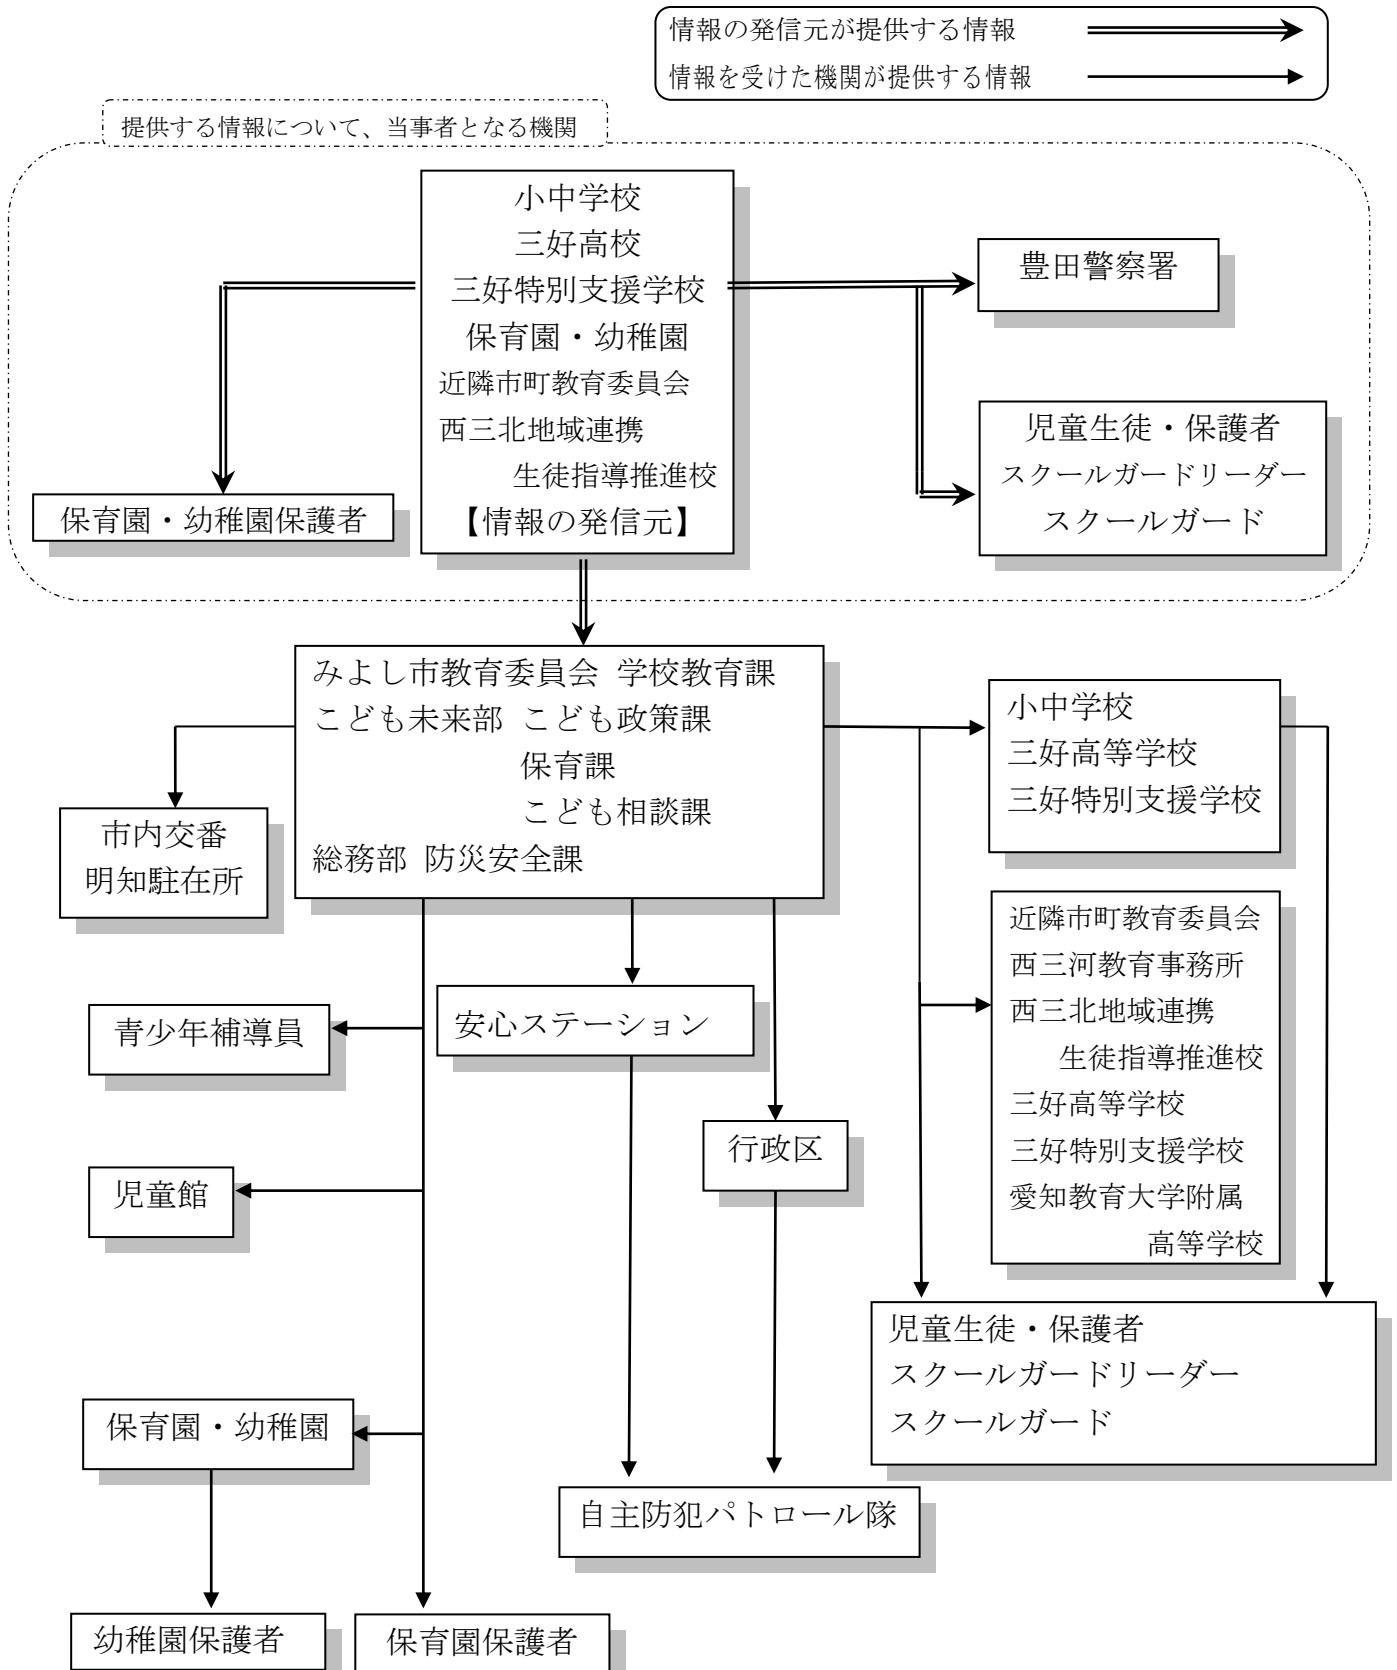 情報の発信元が提供する情報
情報を受けた機関が提供する情報
提供する情報について、当事者となる機関
小中学校
三好高校
三好特別支援学校
保育園・幼稚園
近隣市町教育委員会
西三北地域連携
生徒指導推進校
【情報の発信元】
豊田警察署
児童生徒・保護者
スクールガードリーダー
スクールガード
保育園・幼稚園保護者
みよし市教育委員会 学校教育課
こども未来部 こども政策課
保育課
こども相談課
総務部 防災安全課
小中学校
三好高等学校
三好特別支援学校
市内交番
明知駐在所
近隣市町教育委員会
西三河教育事務所
西三北地域連携
生徒指導推進校
三好高等学校
三好特別支援学校
愛知教育大学附属
高等学校
青少年補導員
安心ステーション
行政区
児童館
児童生徒・保護者
スクールガードリーダー
スクールガード
保育園・幼稚園
自主防犯パトロール隊
幼稚園保護者
保育園保護者